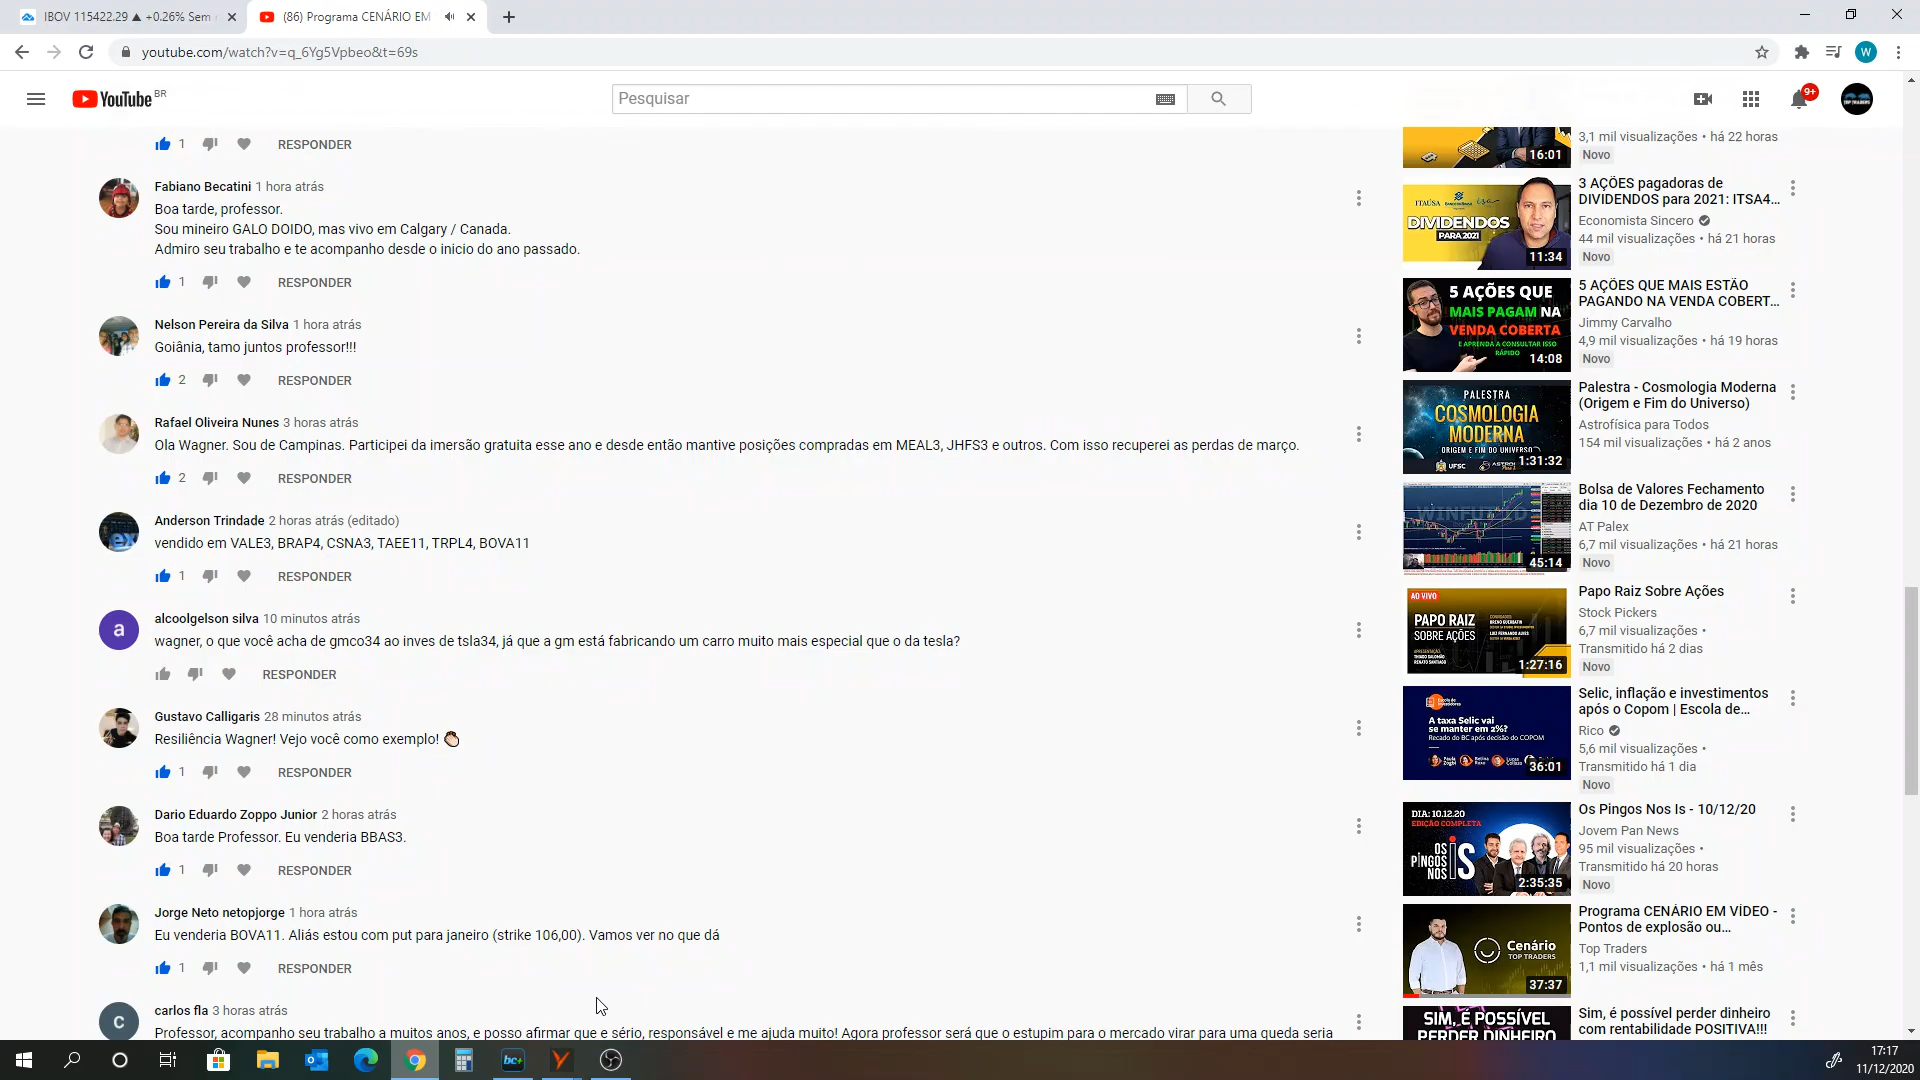 IBOV 115422.29 ▲ +0.26% Sem
(86) Programa CENÁRIO EM
youtube.com/watch?v=q_6Yg5Vpbeo&t=69s
W
YouTube BR
Pesquisar
9+
1 RESPONDER
Fabiano Becatini 1 hora atrás
Boa tarde, professor.
Sou mineiro GALO DOIDO, mas vivo em Calgary / Canada.
Admiro seu trabalho e te acompanho desde o inicio do ano passado.
1 RESPONDER
Nelson Pereira da Silva 1 hora atrás
Goiânia, tamo juntos professor!!!
2 RESPONDER
Rafael Oliveira Nunes 3 horas atrás
Ola Wagner. Sou de Campinas. Participei da imersão gratuita esse ano e desde então mantive posições compradas em MEAL3, JHFS3 e outros. Com isso recuperei as perdas de março.
2 RESPONDER
Anderson Trindade 2 horas atrás (editado)
vendido em VALE3, BRAP4, CSNA3, TAEE11, TRPL4, BOVA11
1 RESPONDER
a
alcoolgelson silva 10 minutos atrás
wagner, o que você acha de gmco34 ao inves de tsla34, já que a gm está fabricando um carro muito mais especial que o da tesla?
RESPONDER
Gustavo Calligaris 28 minutos atrás
Resiliência Wagner! Vejo você como exemplo! 👏🏻
1 RESPONDER
Dario Eduardo Zoppo Junior 2 horas atrás
Boa tarde Professor. Eu venderia BBAS3.
1 RESPONDER
Jorge Neto netopjorge 1 hora atrás
Eu venderia BOVA11. Aliás estou com put para janeiro (strike 106,00). Vamos ver no que dá
1 RESPONDER
c
carlos fla 3 horas atrás
Professor, acompanho seu trabalho a muitos anos, e posso afirmar que e sério, responsável e me ajuda muito! Agora professor será que o estupim para o mercado virar para uma queda seria
16:01
3,1 mil visualizações • há 22 horas
Novo
ITAÚSA
DIVIDENDOS
PARA 2021
11:34
3 AÇÕES pagadoras de
DIVIDENDOS para 2021: ITSA4...
Economista Sincero
44 mil visualizações • há 21 horas
Novo
5 AÇÕES QUE
MAIS PAGAM NA
VENDA COBERTA
E APRENDA A CONSULTAR ISSO
RÁPIDO
14:08
5 AÇÕES QUE MAIS ESTÃO
PAGANDO NA VENDA COBERT...
Jimmy Carvalho
4,9 mil visualizações • há 19 horas
Novo
PALESTRA
COSMOLOGIA
MODERNA
ORIGEM E FIM DO UNIVERSO
UFSC
1:31:32
Palestra - Cosmologia Moderna
(Origem e Fim do Universo)
Astrofísica para Todos
154 mil visualizações • há 2 anos
45:14
Bolsa de Valores Fechamento
dia 10 de Dezembro de 2020
AT Palex
6,7 mil visualizações • há 21 horas
Novo
AO VIVO
PAPO RAIZ
SOBRE AÇÕES
1:27:16
Papo Raiz Sobre Ações
Stock Pickers
6,7 mil visualizações •
Transmitido há 2 dias
Novo
A taxa Selic vai
se manter em 2%?
Recado do BC após decisão do COPOM
36:01
Selic, inflação e investimentos
após o Copom | Escola de...
Rico
5,6 mil visualizações •
Transmitido há 1 dia
Novo
DIA: 10.12.20
EDIÇÃO COMPLETA
OS
PINGOS
NOS
IS
2:35:35
Os Pingos Nos Is - 10/12/20
Jovem Pan News
95 mil visualizações •
Transmitido há 20 horas
Novo
Cenário
TOP TRADERS
37:37
Programa CENÁRIO EM VÍDEO -
Pontos de explosão ou...
Top Traders
1,1 mil visualizações • há 1 mês
SIM, É POSSÍVEL
PERDER DINHEIRO
Sim, é possível perder dinheiro
com rentabilidade POSITIVA!!!
bc+
17:17
11/12/2020